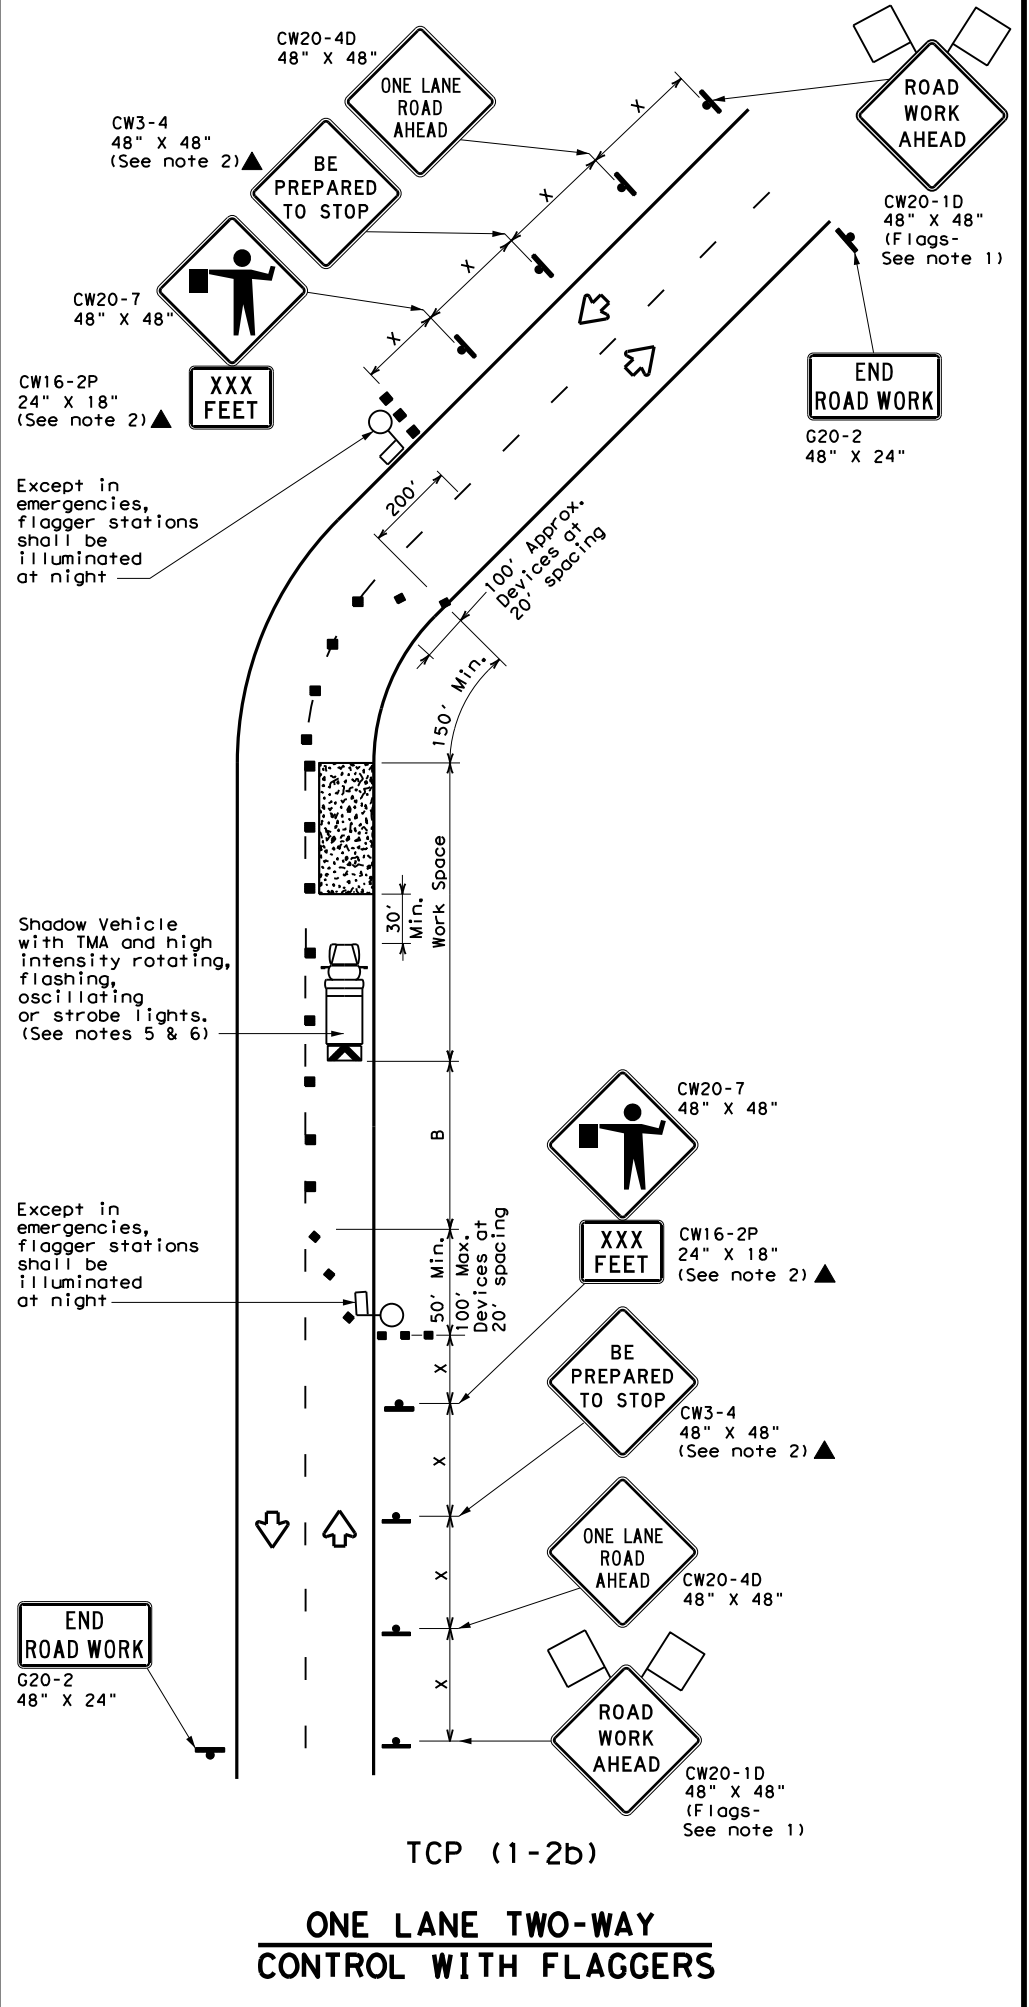 CW20-4D
48" X 48"
ONE LANE
ROAD
AHEAD
X
ROAD
WORK
AHEAD
CW20-1D
48" X 48"
(Flags-
See note 1)
CW3-4
48" X 48"
(See note 2)
BE
PREPARED
TO STOP
X
X
X
CW20-7
48" X 48"
CW16-2P
24" X 18"
(See note 2)
XXX
FEET
END
ROAD WORK
G20-2
48" X 24"
Except in
emergencies,
flagger stations
shall be
illuminated
at night
200'
100' Approx.
Devices at
20' spacing
150' Min.
Work Space
30'
Min.
Shadow Vehicle
with TMA and high
intensity rotating,
flashing,
oscillating
or strobe lights.
(See notes 5 & 6)
B
CW20-7
48" X 48"
XXX
FEET
CW16-2P
24" X 18"
(See note 2)
Except in
emergencies,
flagger stations
shall be
illuminated
at night
50' Min.
100' Max.
Devices at
20' spacing
X
BE
PREPARED
TO STOP
CW3-4
48" X 48"
(See note 2)
X
ONE LANE
ROAD
AHEAD
CW20-4D
48" X 48"
X
END
ROAD WORK
G20-2
48" X 24"
X
ROAD
WORK
AHEAD
CW20-1D
48" X 48"
(Flags-
See note 1)
TCP (1-2b)
ONE LANE TWO-WAY
CONTROL WITH FLAGGERS